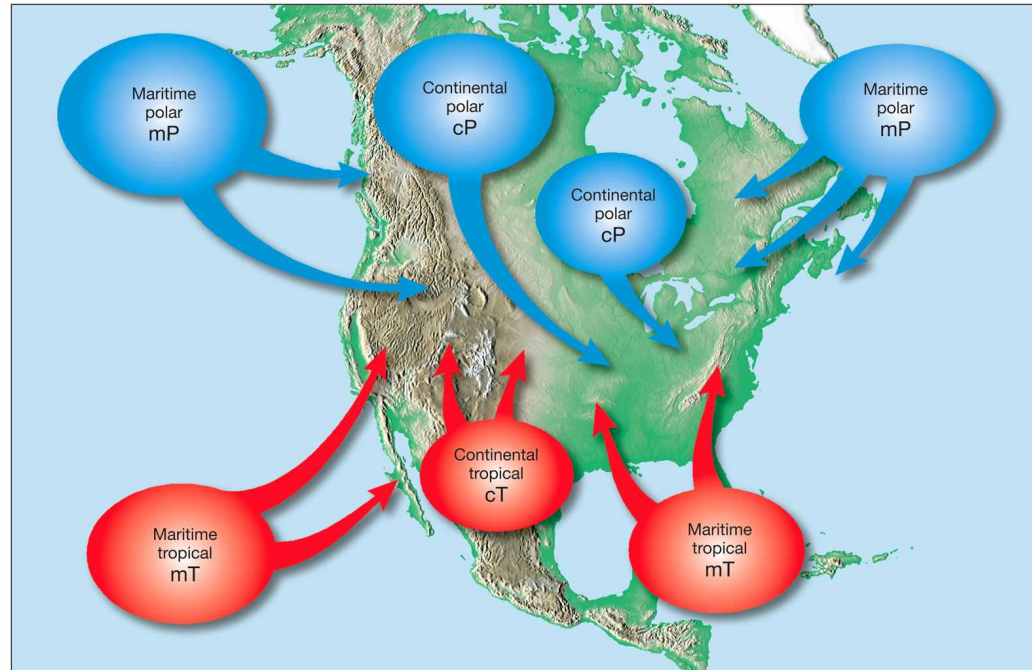 Maritime
polar
mP
Continental
polar
cP
Maritime
polar
mP
Continental
polar
cP
Continental
tropical
cT
Maritime
tropical
mT
Maritime
tropical
mT